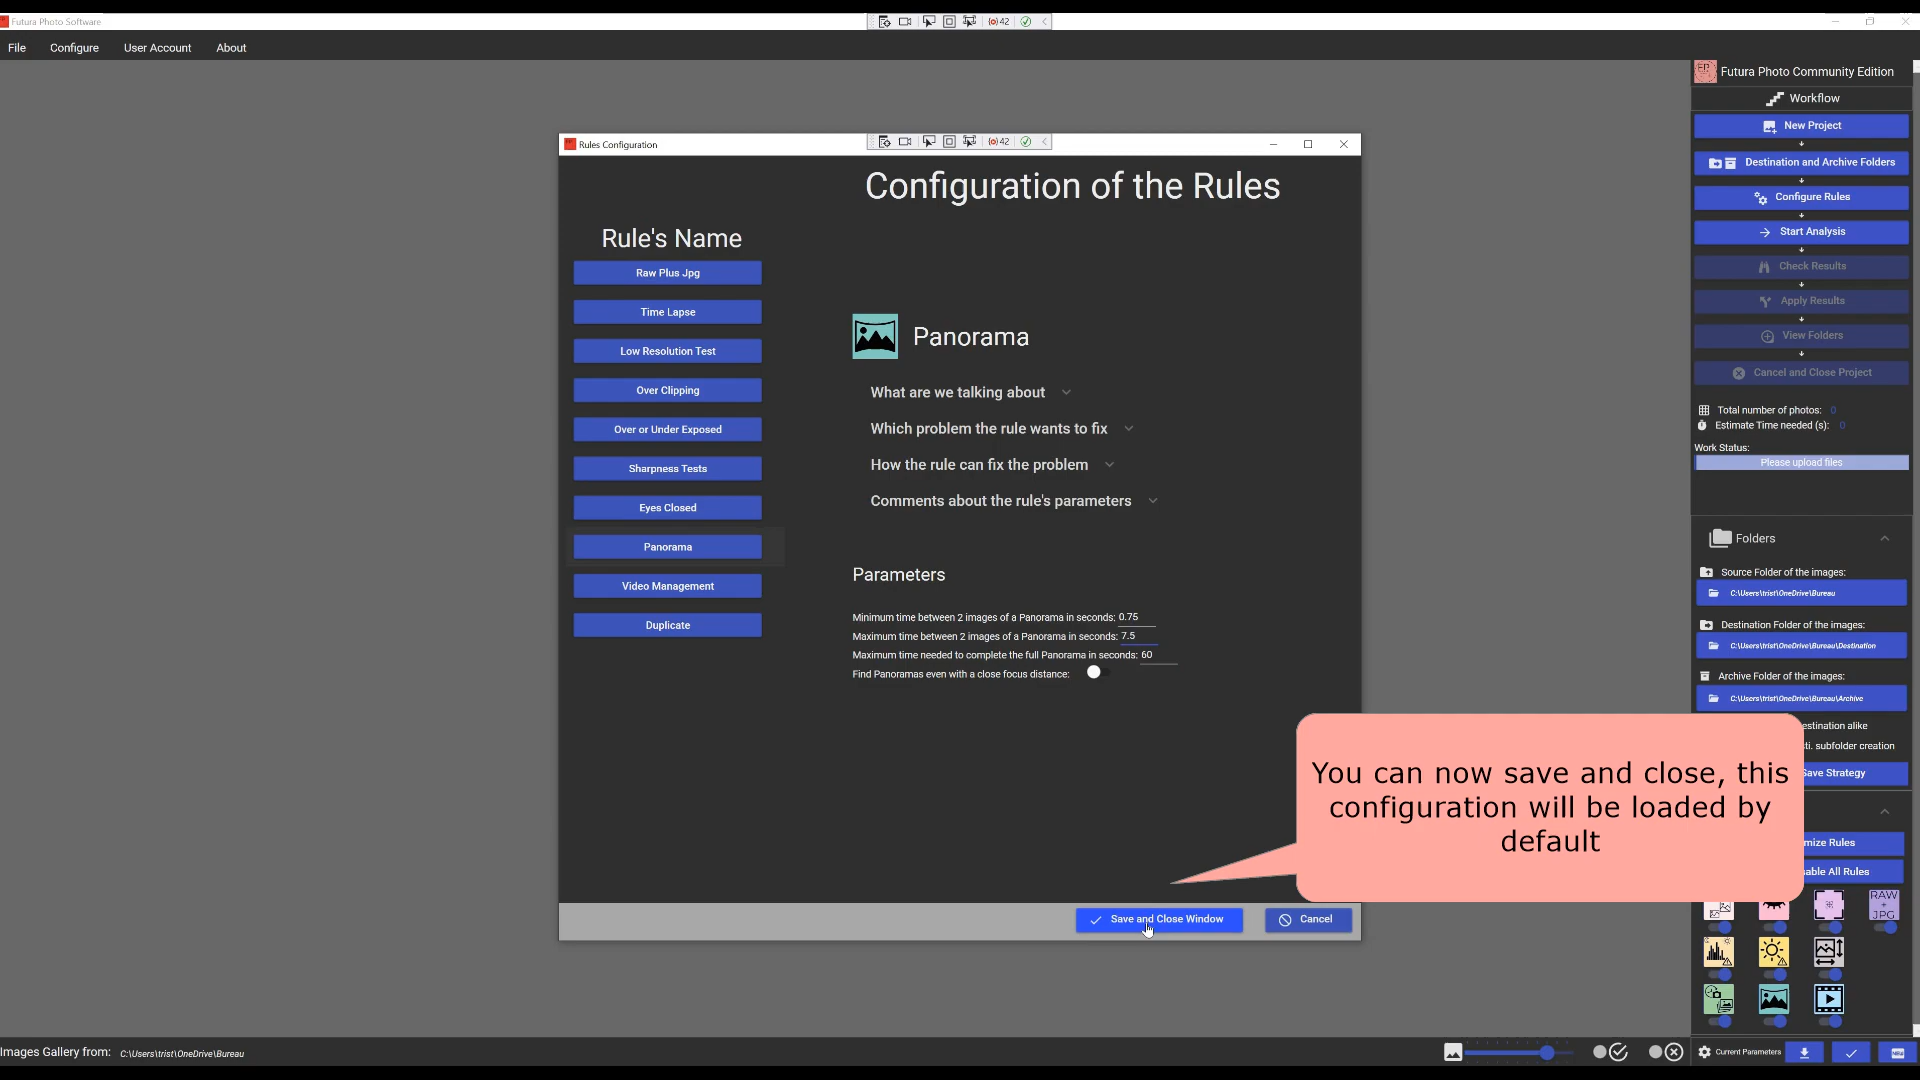 Futura Photo Software
42
File Configure User Account About
Futura Photo Community Edition
Workflow
New Project
Destination and Archive Folders
Configure Rules
Start Analysis
Check Results
Apply Results
View Folders
Cancel and Close Project
Total number of photos: 0
Estimate Time needed (s): 0
Work Status:
Please upload files
Rules Configuration
42
Configuration of the Rules
Rule's Name
Raw Plus Jpg
Time Lapse
Low Resolution Test
Over Clipping
Over or Under Exposed
Sharpness Tests
Eyes Closed
Panorama
Video Management
Duplicate
Panorama
What are we talking about
Which problem the rule wants to fix
How the rule can fix the problem
Comments about the rule's parameters
Parameters
Minimum time between 2 images of a Panorama in seconds: 0.75
Maximum time between 2 images of a Panorama in seconds: 7.5
Maximum time needed to complete the full Panorama in seconds: 60
Find Panoramas even with a close focus distance:
Save and Close Window
Cancel
You can now save and close, this
configuration will be loaded by
default
Folders
Source Folder of the images:
C:\Users\trist\OneDrive\Bureau
Destination Folder of the images:
C:\Users\trist\OneDrive\Bureau\Destination
Archive Folder of the images:
C:\Users\trist\OneDrive\Bureau\Archive
estination alike
sti. subfolder creation
Save Strategy
mize Rules
able All Rules
RAW
+
JPG
Images Gallery from: C:\Users\trist\OneDrive\Bureau
Current Parameters